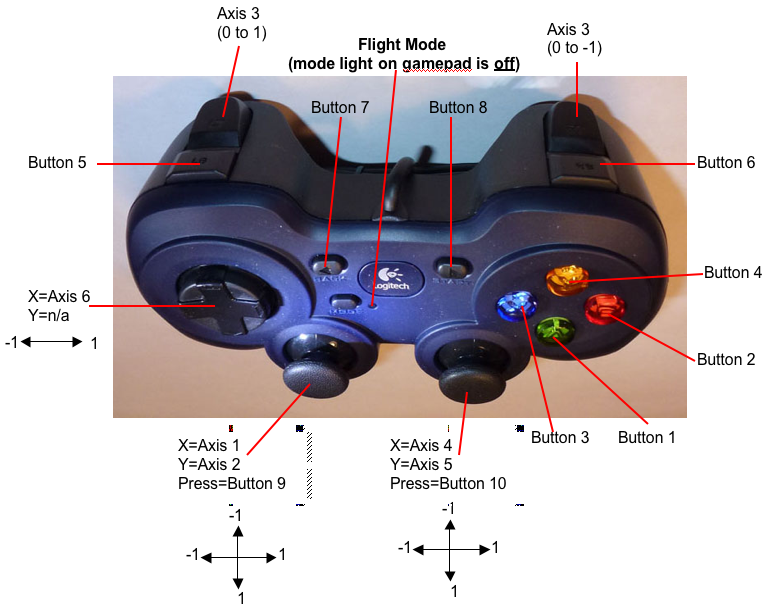 Axis 3
(0 to 1)
Axis 3
(0 to -1)
Flight Mode
(mode light on gamepad is off)
Button 7
Button 8
Button 5
Button 6
Button 4
X=Axis 6
Y=n/a
-1
1
Logitech
Button 2
Button 3
Button 1
X=Axis 1
Y=Axis 2
Press=Button 9
X=Axis 4
Y=Axis 5
Press=Button 10
-1
-1
1
1
-1
-1
1
1